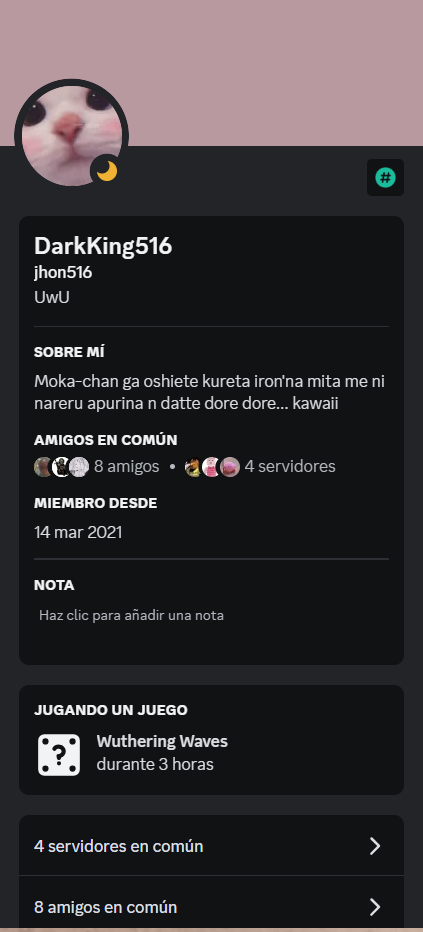 DarkKing516
jhon516
UwU
SOBRE MÍ
Moka-chan ga oshiete kureta iron'na mita me ni
nareru apurina n datte dore dore... kawaii
AMIGOS EN COMÚN
8 amigos • 4 servidores
MIEMBRO DESDE
14 mar 2021
NOTA
Haz clic para añadir una nota
JUGANDO UN JUEGO
Wuthering Waves
durante 3 horas
4 servidores en común
8 amigos en común